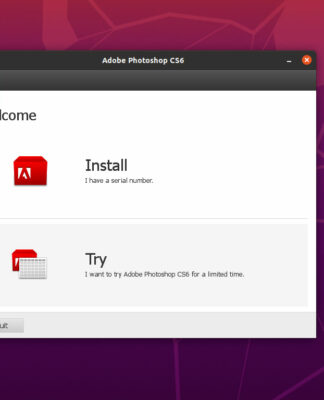 Adobe Photoshop CS6
lcome
Install
I have a serial number.
Try
I want to try Adobe Photoshop CS6 for a limited time.
uit